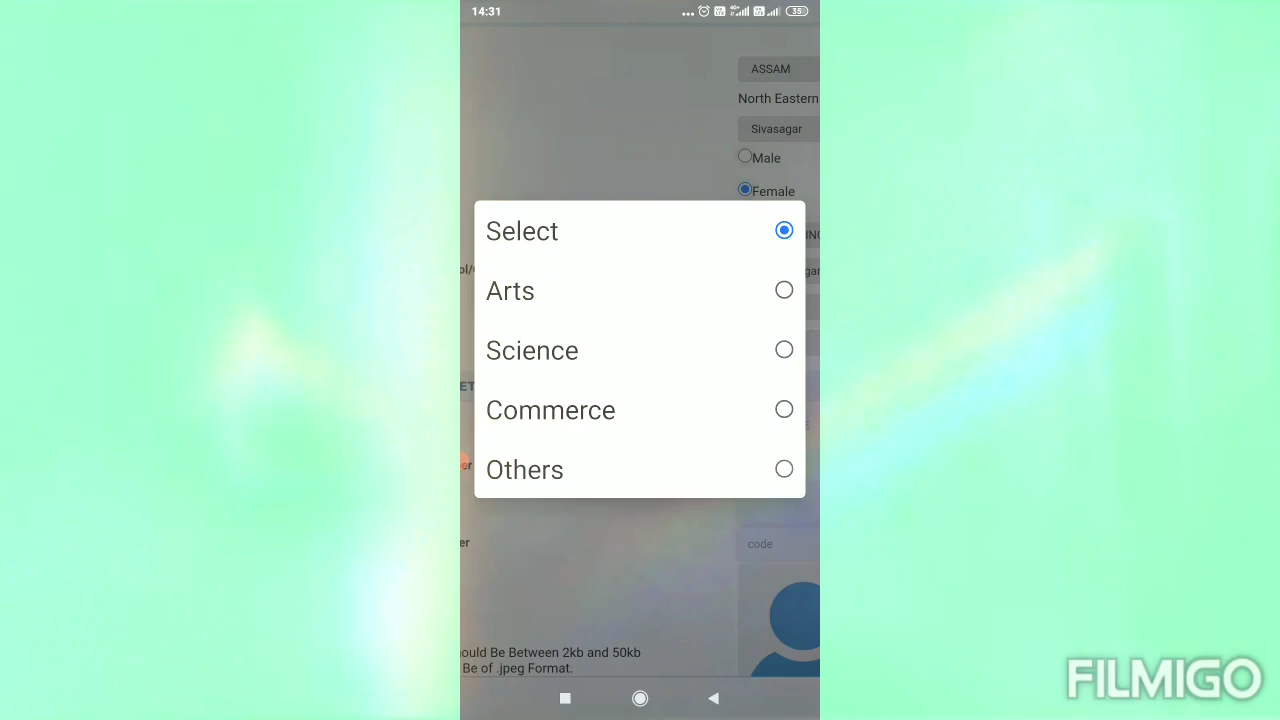 14:31
35
ASSAM
North Eastern
Sivasagar
Male
Female
Select
Arts
Science
Commerce
Others
code
Be Between 2kb and 50kb
Be of .jpeg Format.
FILMIGO